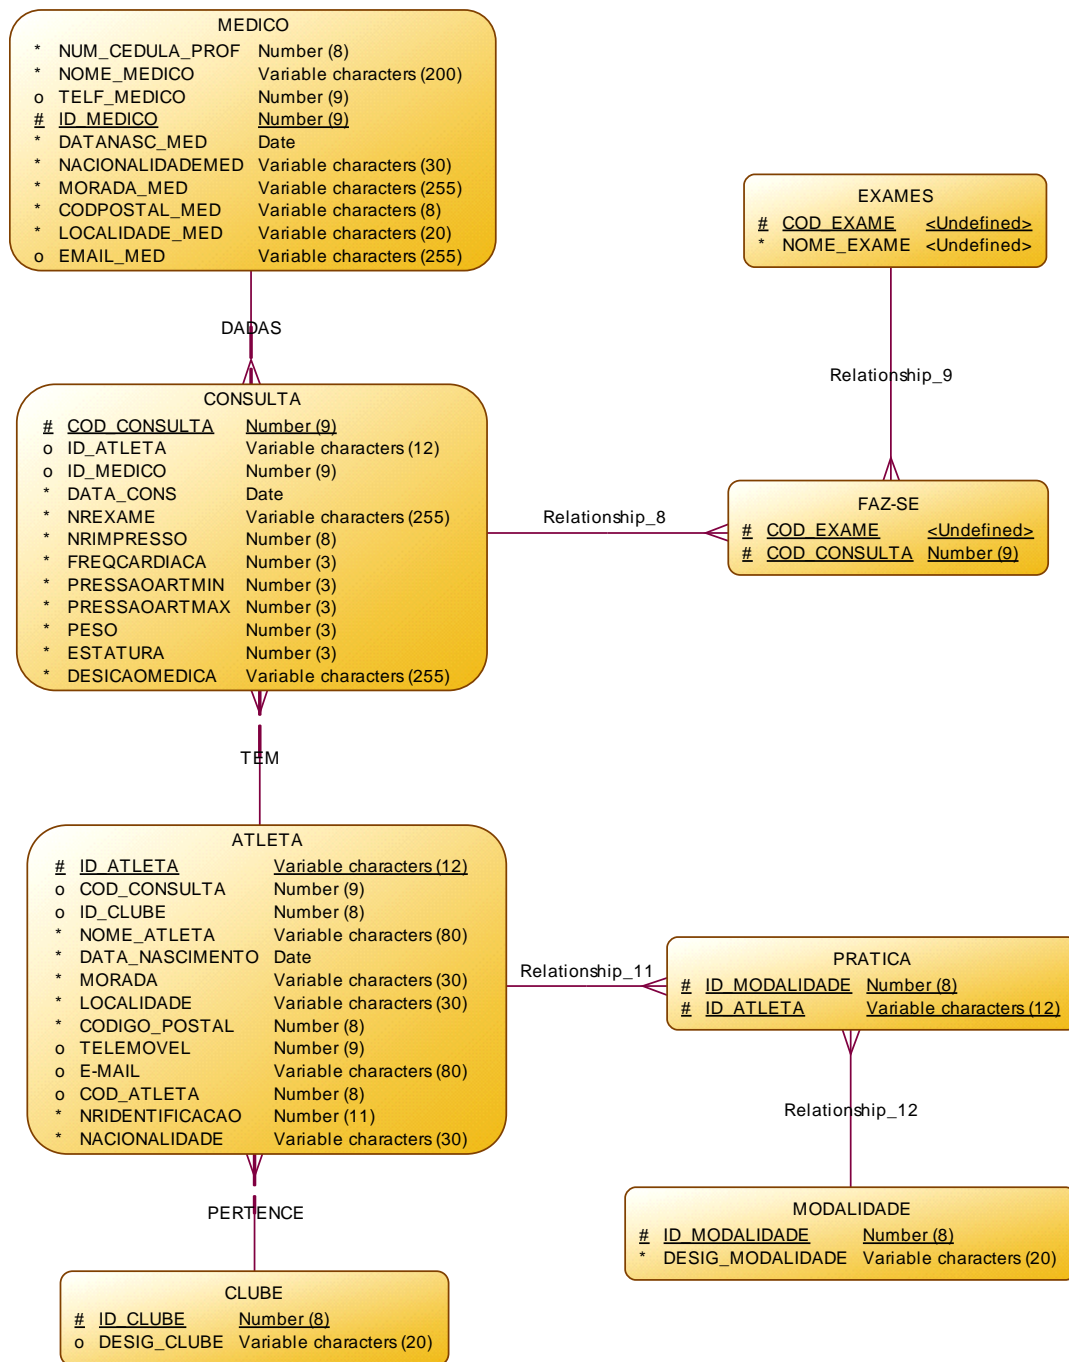 MEDICO
* NUM_CEDULA_PROF Number (8)
* NOME_MEDICO Variable characters (200)
o TELF_MEDICO Number (9)
# ID_MEDICO Number (9)
* DATANASC_MED Date
* NACIONALIDADEMED Variable characters (30)
* MORADA_MED Variable characters (255)
* CODPOSTAL_MED Variable characters (8)
* LOCALIDADE_MED Variable characters (20)
o EMAIL_MED Variable characters (255)
EXAMES
# COD_EXAME <Undefined>
* NOME_EXAME <Undefined>
DADAS
Relationship_9
CONSULTA
# COD_CONSULTA Number (9)
o ID_ATLETA Variable characters (12)
o ID_MEDICO Number (9)
* DATA_CONS Date
* NREXAME Variable characters (255)
* NRIMPRESSO Number (8)
* FREQCARDIACA Number (3)
* PRESSAOARTMIN Number (3)
* PRESSAOARTMAX Number (3)
* PESO Number (3)
* ESTATURA Number (3)
* DESICAOMEDICA Variable characters (255)
Relationship_8
FAZ-SE
# COD_EXAME <Undefined>
# COD_CONSULTA Number (9)
TEM
ATLETA
# ID_ATLETA Variable characters (12)
o COD_CONSULTA Number (9)
o ID_CLUBE Number (8)
* NOME_ATLETA Variable characters (80)
* DATA_NASCIMENTO Date
* MORADA Variable characters (30)
* LOCALIDADE Variable characters (30)
* CODIGO_POSTAL Number (8)
o TELEMOVEL Number (9)
o E-MAIL Variable characters (80)
o COD_ATLETA Number (8)
* NRIDENTIFICACAO Number (11)
* NACIONALIDADE Variable characters (30)
Relationship_11
PRATICA
# ID_MODALIDADE Number (8)
# ID_ATLETA Variable characters (12)
Relationship_12
PERTENCE
MODALIDADE
# ID_MODALIDADE Number (8)
* DESIG_MODALIDADE Variable characters (20)
CLUBE
# ID_CLUBE Number (8)
o DESIG_CLUBE Variable characters (20)